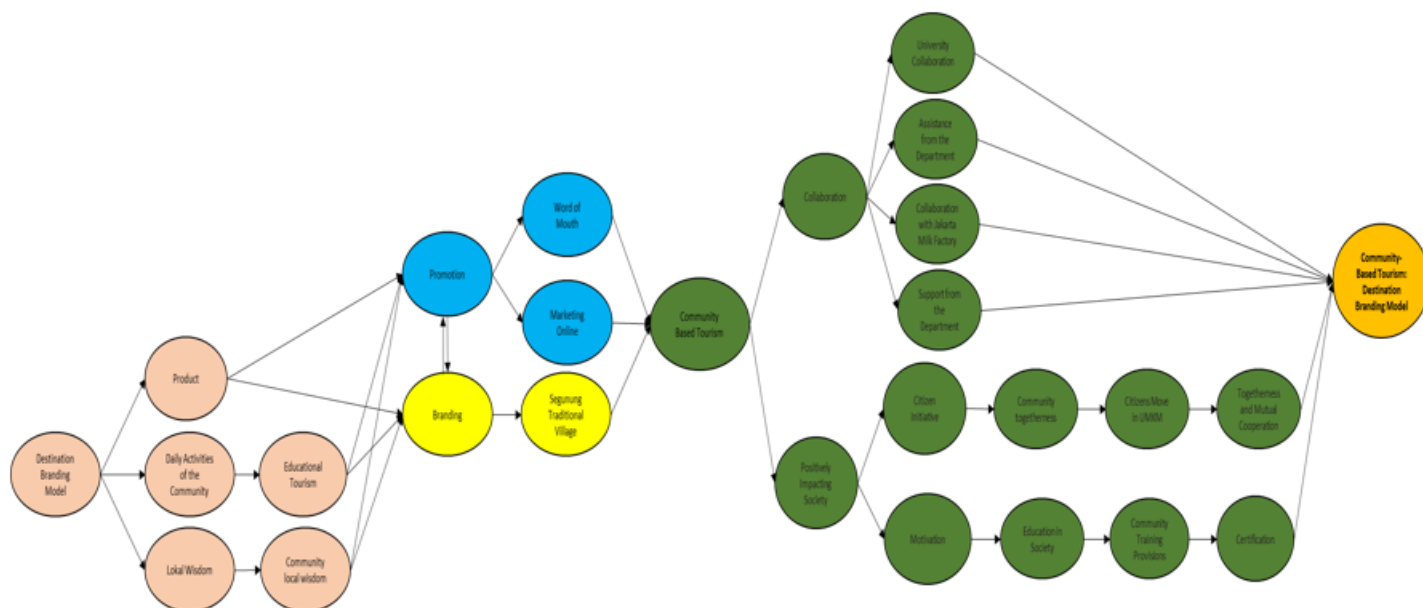 University
Collaboration
Assistance
from the
Department
Collaboration
Collaboration
with Jakarta
Milk Factory
Support from
the
Department
Word of
Mouth
Promotion
Marketing
Online
Community
Based Tourism
Community-
Based Tourism:
Destination
Branding Model
Product
Branding
Segunung
Traditional
Village
Citizen
Initiative
Community
togetherness
Citizens Move
in UMKM
Togetherness
and Mutual
Cooperation
Destination
Branding
Model
Daily Activities
of the
Community
Educational
Tourism
Positively
Impacting
Society
Lokal Wisdom
Community
local wisdom
Motivation
Education in
Society
Community
Training
Provisions
Certification